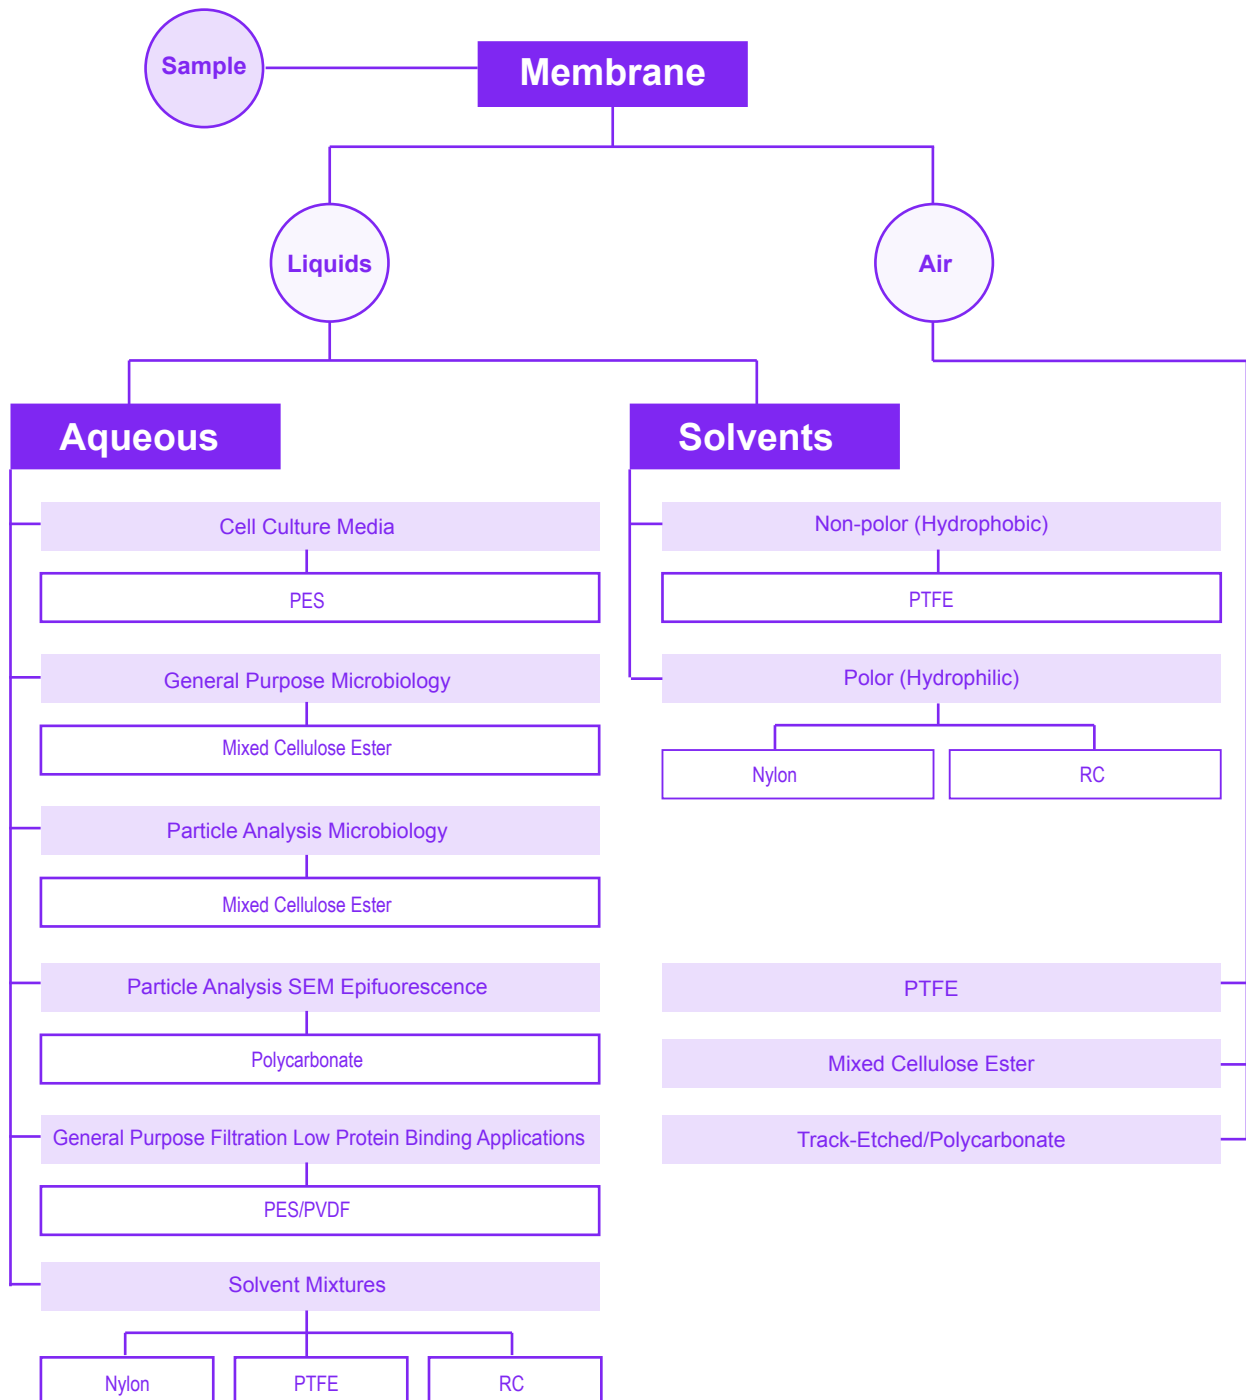 Sample
Membrane
Liquids
Air
Aqueous
Solvents
Cell Culture Media
PES
General Purpose Microbiology
Mixed Cellulose Ester
Particle Analysis Microbiology
Mixed Cellulose Ester
Particle Analysis SEM Epifuorescence
Polycarbonate
General Purpose Filtration Low Protein Binding Applications
PES/PVDF
Solvent Mixtures
Nylon
PTFE
RC
Non-polor (Hydrophobic)
PTFE
Polor (Hydrophilic)
Nylon
RC
PTFE
Mixed Cellulose Ester
Track-Etched/Polycarbonate